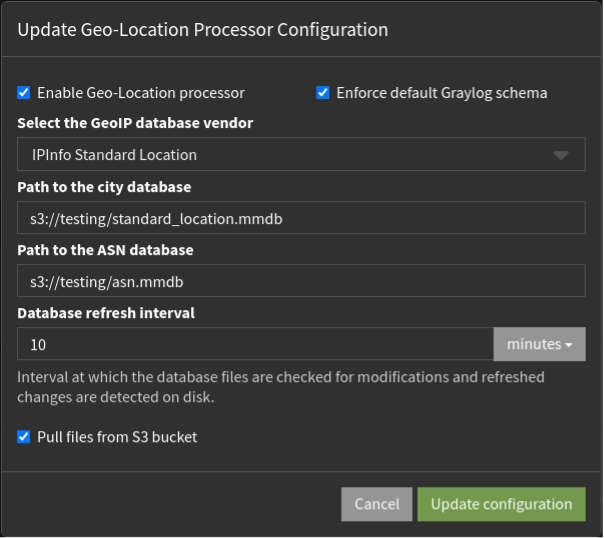 Update Geo-Location Processor Configuration
Enable Geo-Location processor
Enforce default Graylog schema
Select the GeoIP database vendor
IPInfo Standard Location
Path to the city database
s3://testing/standard_location.mmdb
Path to the ASN database
s3://testing/asn.mmdb
Database refresh interval
10
minutes
Interval at which the database files are checked for modifications and refreshed
changes are detected on disk.
Pull files from S3 bucket
Cancel
Update configuration